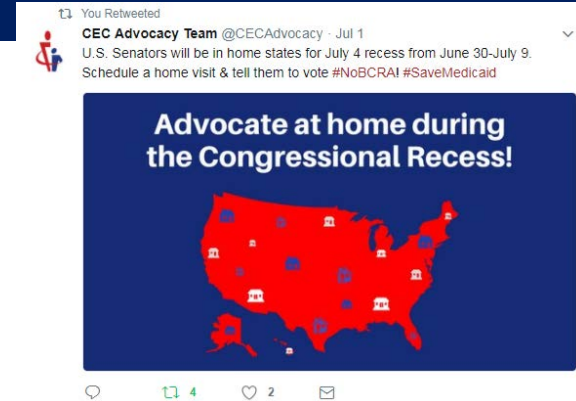 You Retweeted
CEC Advocacy Team @CECAdvocacy · Jul 1
U.S. Senators will be in home states for July 4 recess from June 30-July 9.
Schedule a home visit & tell them to vote #NoBCRA! #SaveMedicaid
Advocate at home during
the Congressional Recess!
4 2